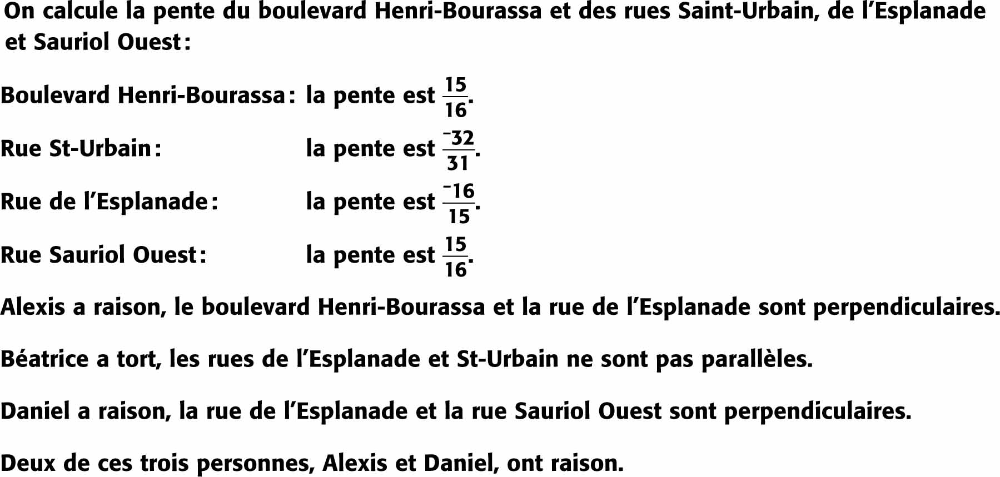 On calcule la pente du boulevard Henri-Bourassa et des rues Saint-Urbain, de l’Esplanade
et Sauriol Ouest :
Boulevard Henri-Bourassa : la pente est 15/16.
Rue St-Urbain : la pente est ⁻32/31.
Rue de l’Esplanade : la pente est ⁻16/15.
Rue Sauriol Ouest : la pente est 15/16.
Alexis a raison, le boulevard Henri-Bourassa et la rue de l’Esplanade sont perpendiculaires.
Béatrice a tort, les rues de l’Esplanade et St-Urbain ne sont pas parallèles.
Daniel a raison, la rue de l’Esplanade et la rue Sauriol Ouest sont perpendiculaires.
Deux de ces trois personnes, Alexis et Daniel, ont raison.